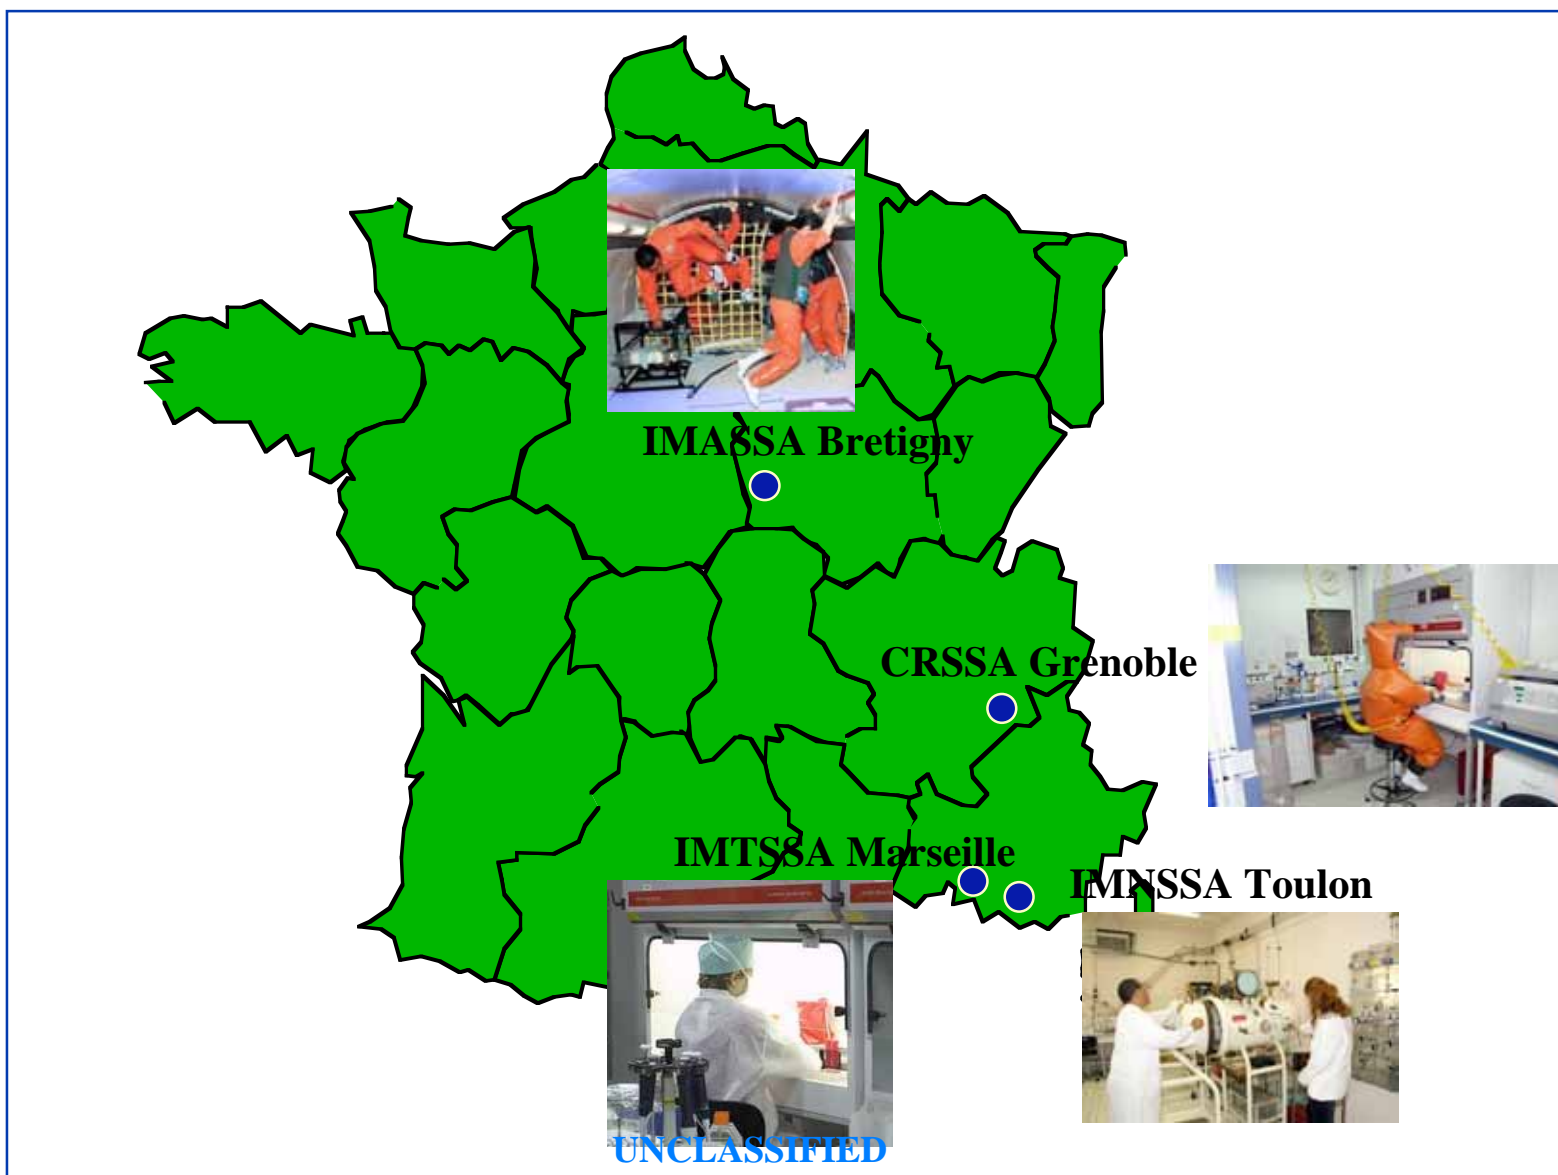 IMASSA Bretigny
CRSSA Grenoble
IMTSSA Marseille
IMNSSA Toulon
UNCLASSIFIED